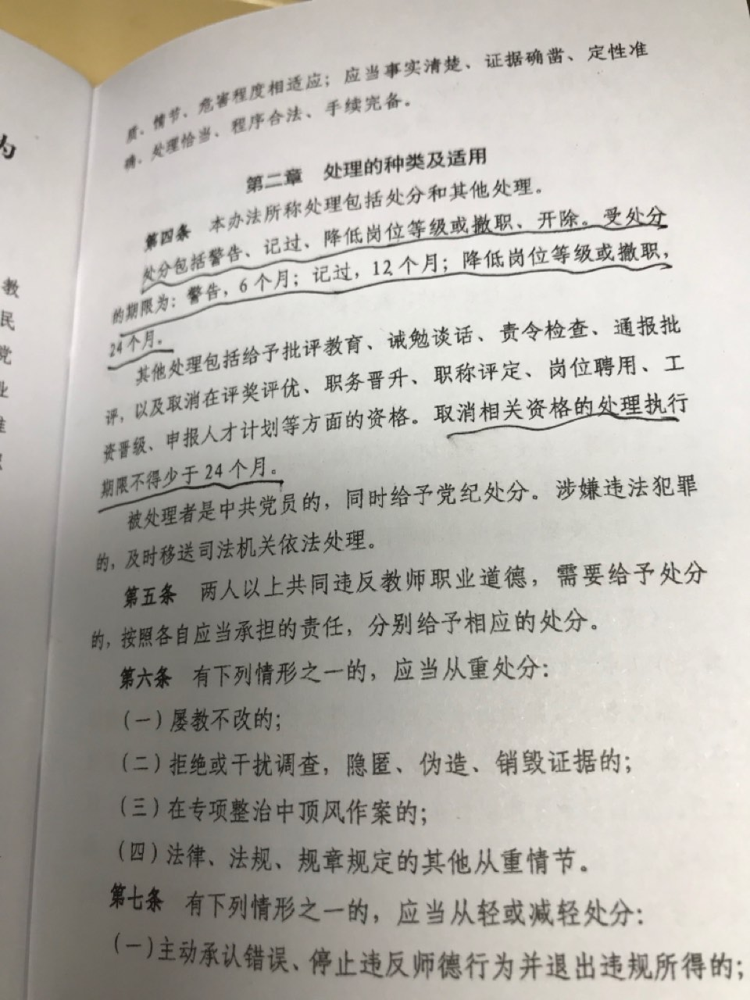 质、情节、危害程度相适应；应当事实清楚、证据确凿、定性准
确、处理恰当、程序合法、手续完备。
第二章 处理的种类及适用
第四条 本办法所称处理包括处分和其他处理。
处分包括警告、记过、降低岗位等级或撤职、开除。受处分
的期限为：警告，6个月；记过，12个月；降低岗位等级或撤职，
24个月。
其他处理包括给予批评教育、诫勉谈话、责令检查、通报批
评，以及取消在评奖评优、职务晋升、职称评定、岗位聘用、工
资晋级、申报人才计划等方面的资格。取消相关资格的处理执行
期限不得少于24个月。
被处理者是中共党员的，同时给予党纪处分。涉嫌违法犯罪
的，及时移送司法机关依法处理。
第五条 两人以上共同违反教师职业道德，需要给予处分
的，按照各自应当承担的责任，分别给予相应的处分。
第六条 有下列情形之一的，应当从重处分：
（一）屡教不改的；
（二）拒绝或干扰调查，隐匿、伪造、销毁证据的；
（三）在专项整治中顶风作案的；
（四）法律、法规、规章规定的其他从重情节。
第七条 有下列情形之一的，应当从轻或减轻处分：
（一）主动承认错误、停止违反师德行为并退出违规所得的；
为
教
民
党
业